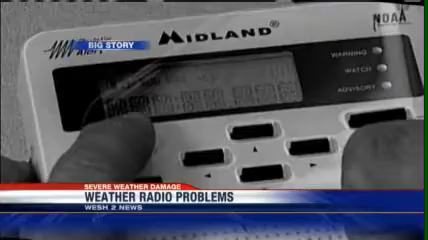 NOAA
BIG STORY
MIDLAND
WARNING
WATCH
ADVISORY
SEVERE WEATHER DAMAGE
WEATHER RADIO PROBLEMS
WESH 2 NEWS